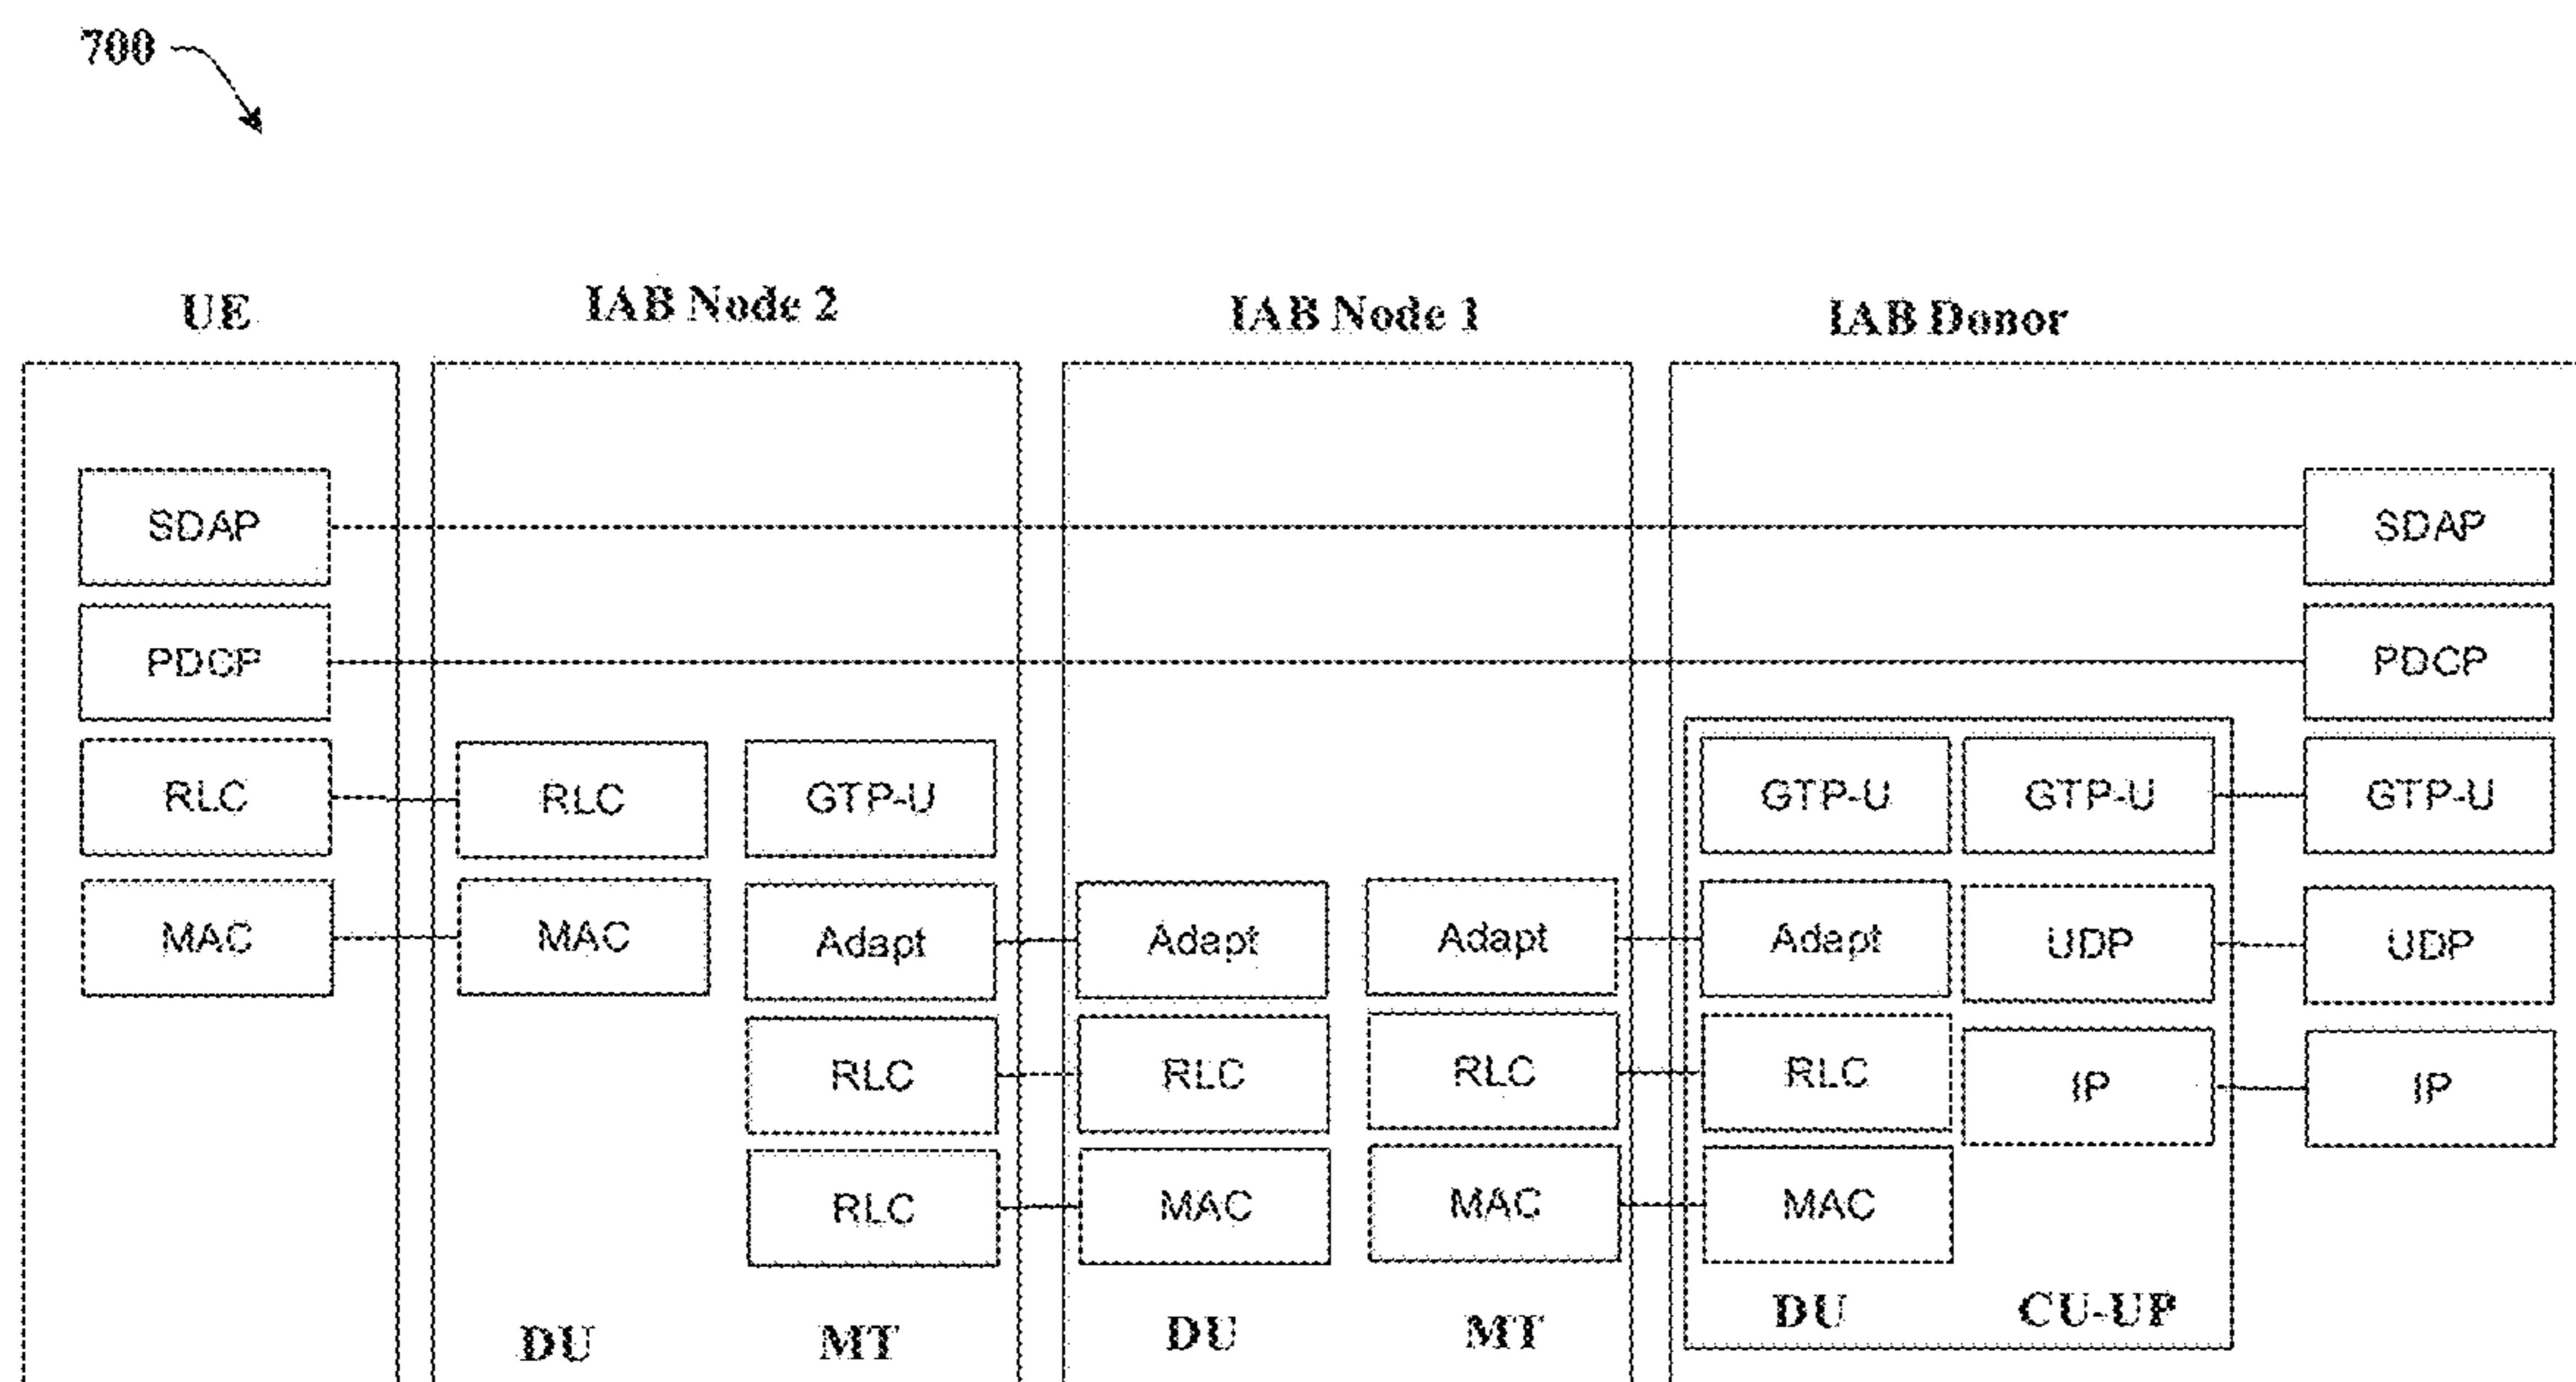 700
UE IAB Node 2 IAB Node 1 IAB Donor
SDAP SDAP
PDCP PDCP
RLC RLC GTP-U GTP-U GTP-U GTP-U
MAC MAC Adapt Adapt Adapt Adapt UDP UDP
RLC RLC RLC RLC IP IP
RLC MAC MAC MAC
DU MT DU MT DU CU-UP